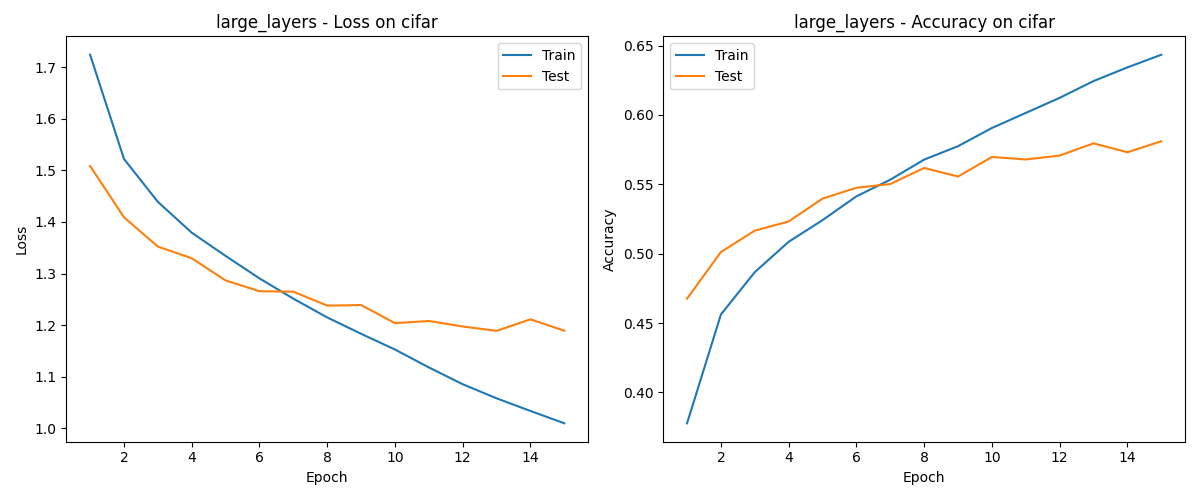 large_layers - Loss on cifar
Loss
1.7
1.6
1.5
1.4
1.3
1.2
1.1
1.0
Train
Test
2 4 6 8 10 12 14
Epoch
large_layers - Accuracy on cifar
Accuracy
0.65
0.60
0.55
0.50
0.45
0.40
Train
Test
2 4 6 8 10 12 14
Epoch